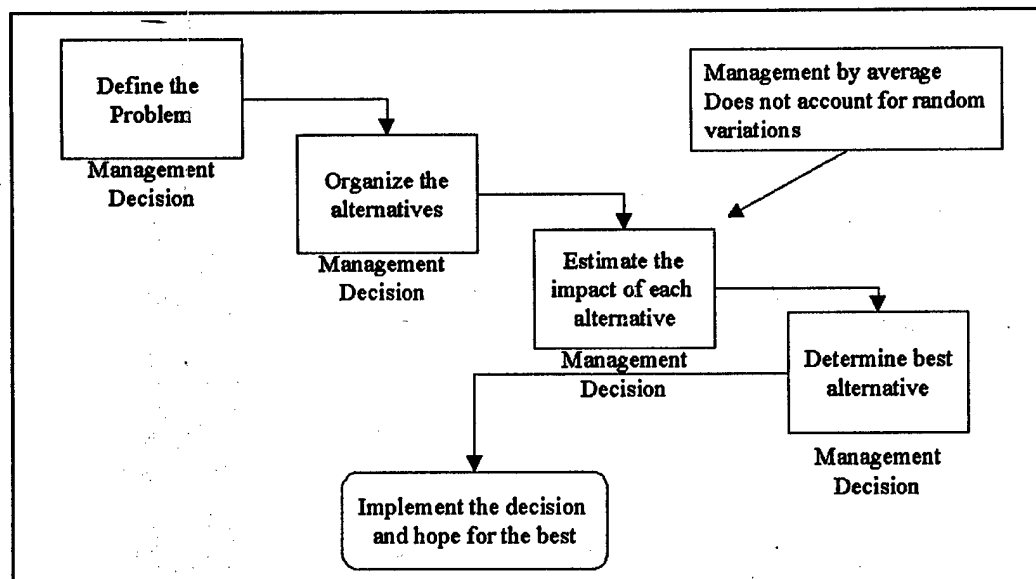 Define the
Problem
Management
Decision
Management by average
Does not account for random
variations
Organize the
alternatives
Management
Decision
Estimate the
impact of each
alternative
Management
Decision
Determine best
alternative
Management
Decision
Implement the decision
and hope for the best